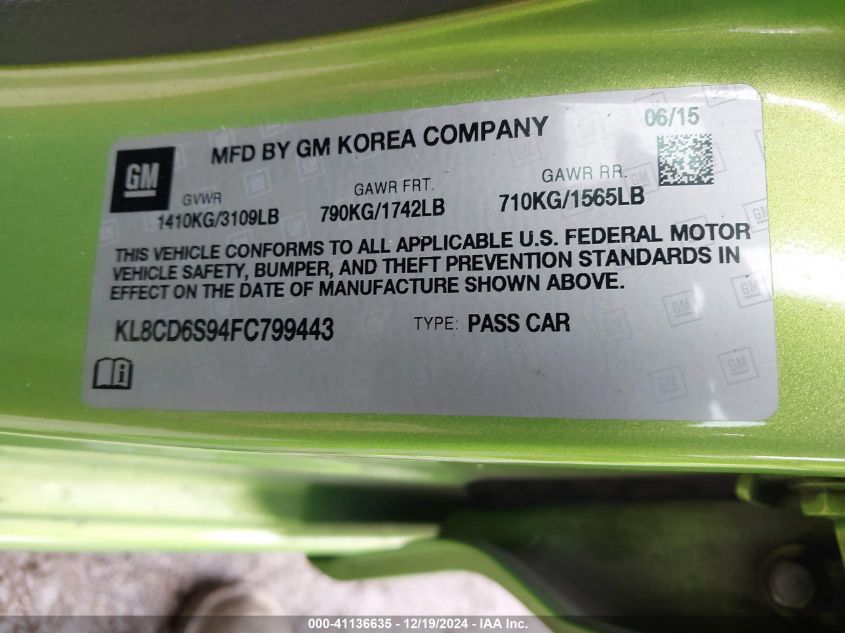 06/15
MFD BY GM KOREA COMPANY
GM
GVWR
GAWR FRT.
GAWR RR.
1410KG/3109LB
790KG/1742LB
710KG/1565LB
THIS VEHICLE CONFORMS TO ALL APPLICABLE U.S. FEDERAL MOTOR
VEHICLE SAFETY, BUMPER, AND THEFT PREVENTION STANDARDS IN
EFFECT ON THE DATE OF MANUFACTURE SHOWN ABOVE.
KL8CD6S94FC799443
TYPE: PASS CAR
000-41136635 - 12/19/2024 - IAA Inc.